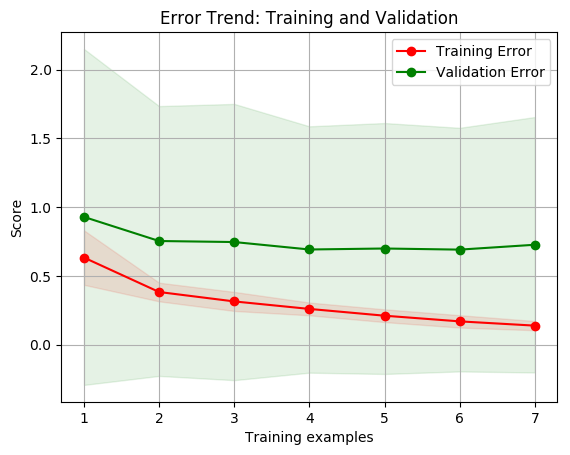 Error Trend: Training and Validation
Training Error
Validation Error
Score
2.0
1.5
1.0
0.5
0.0
1 2 3 4 5 6 7
Training examples